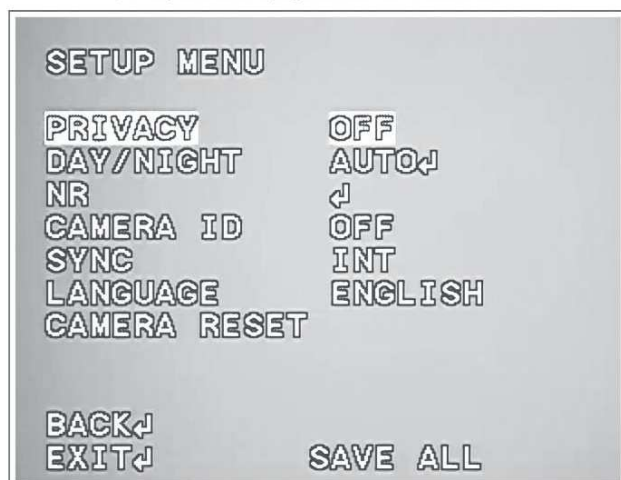 SETUP MENU
PRIVACY OFF
DAY/NIGHT AUTO↲
NR ↲
CAMERA ID OFF
SYNC INT
LANGUAGE ENGLISH
CAMERA RESET
BACK↲
EXIT↲ SAVE ALL